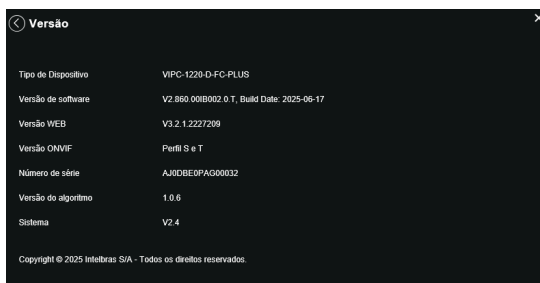 Versão
Tipo de Dispositivo VIPC-1220-D-FC-PLUS
Versão de software V2.860.00IB002.0.T, Build Date: 2025-06-17
Versão WEB V3.2.1.2227209
Versão ONVIF Perfil S e T
Número de série AJ0DBE0PAG00032
Versão do algoritmo 1.0.6
Sistema V2.4
Copyright © 2025 Intelbras S/A - Todos os direitos reservados.